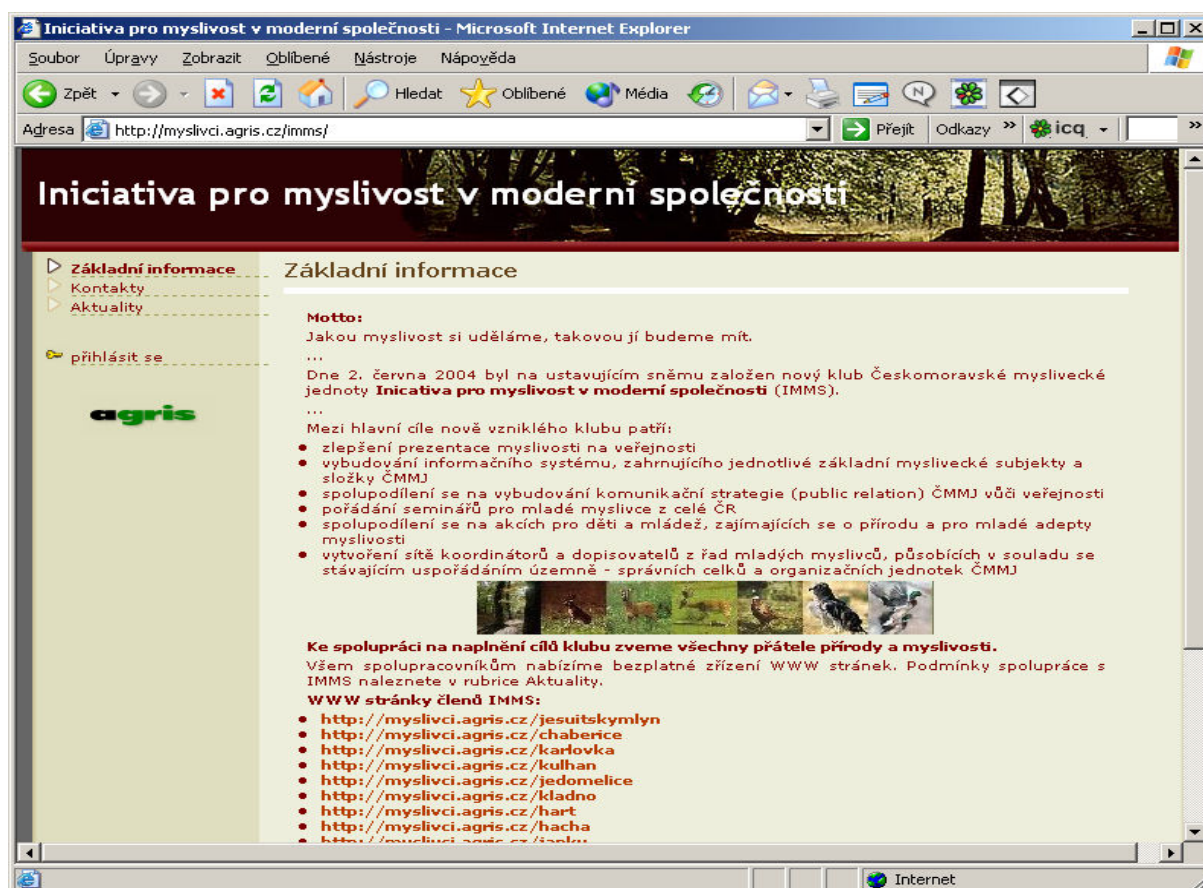 Iniciativa pro myslivost v moderní společnosti - Microsoft Internet Explorer
Soubor Úpravy Zobrazit Oblíbené Nástroje Nápověda
Zpět Hledat Oblíbené Média
Adresa http://myslivci.agris.cz/imms/ Přejít Odkazy » icq »
Iniciativa pro myslivost v moderní společnosti
Základní informace
Kontakty
Aktuality
přihlásit se
agris
Základní informace
Motto:
Jakou myslivost si uděláme, takovou jí budeme mít.
...
Dne 2. června 2004 byl na ustavujícím sněmu založen nový klub Českomoravské myslivecké
jednoty Inicativa pro myslivost v moderní společnosti (IMMS).
...
Mezi hlavní cíle nově vzniklého klubu patří:
• zlepšení prezentace myslivosti na veřejnosti
• vybudování informačního systému, zahrnujícího jednotlivé základní myslivecké subjekty a
složky ČMMJ
• spolupodílení se na vybudování komunikační strategie (public relation) ČMMJ vůči veřejnosti
• pořádání seminářů pro mladé myslivce z celé ČR
• spolupodílení se na akcích pro děti a mládež, zajímajících se o přírodu a pro mladé adepty
myslivosti
• vytvoření sítě koordinátorů a dopisovatelů z řad mladých myslivců, působících v souladu se
stávajícím uspořádáním územně - správních celků a organizačních jednotek ČMMJ
Ke spolupráci na naplnění cílů klubu zveme všechny přátele přírody a myslivosti.
Všem spolupracovníkům nabízíme bezplatné zřízení WWW stránek. Podmínky spolupráce s
IMMS naleznete v rubrice Aktuality.
WWW stránky členů IMMS:
• http://myslivci.agris.cz/jesuitskymlyn
• http://myslivci.agris.cz/chaberice
• http://myslivci.agris.cz/karlovka
• http://myslivci.agris.cz/kulhan
• http://myslivci.agris.cz/jedomelice
• http://myslivci.agris.cz/kladno
• http://myslivci.agris.cz/hart
• http://myslivci.agris.cz/hacha
Internet